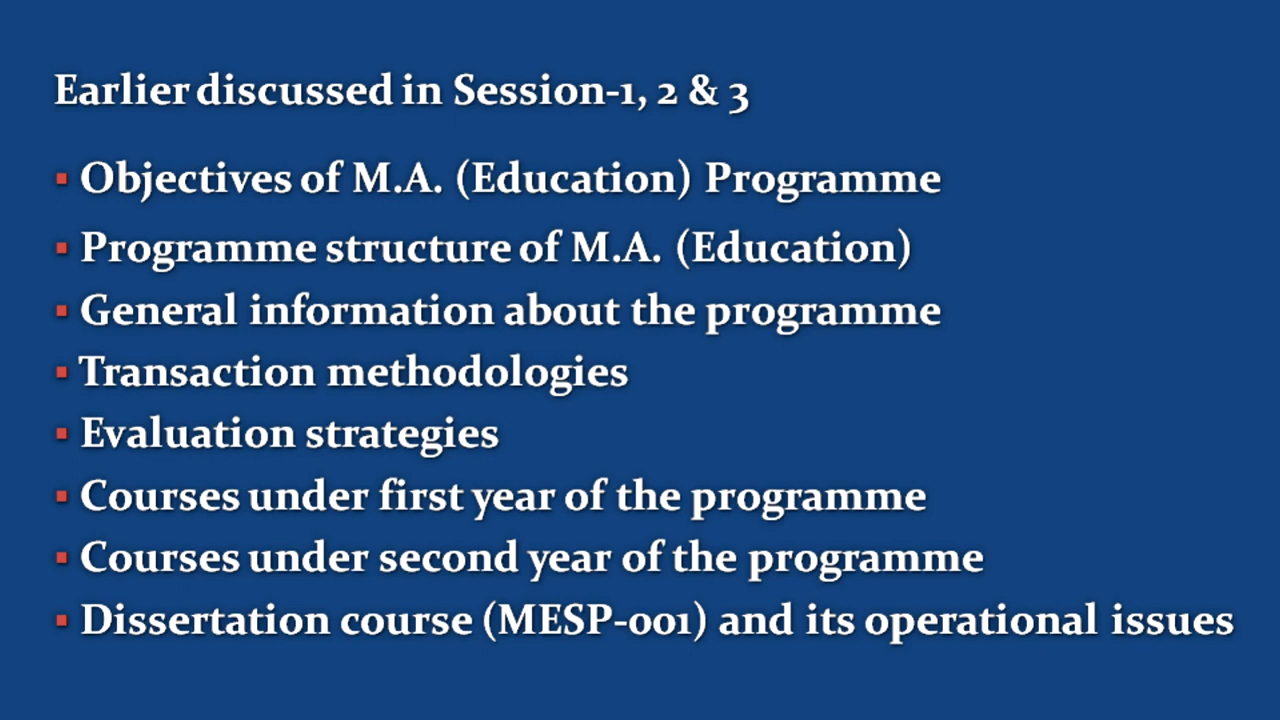 Earlier discussed in Session-1, 2 & 3
▪ Objectives of M.A. (Education) Programme
▪ Programme structure of M.A. (Education)
▪ General information about the programme
▪ Transaction methodologies
▪ Evaluation strategies
▪ Courses under first year of the programme
▪ Courses under second year of the programme
▪ Dissertation course (MESP-001) and its operational issues